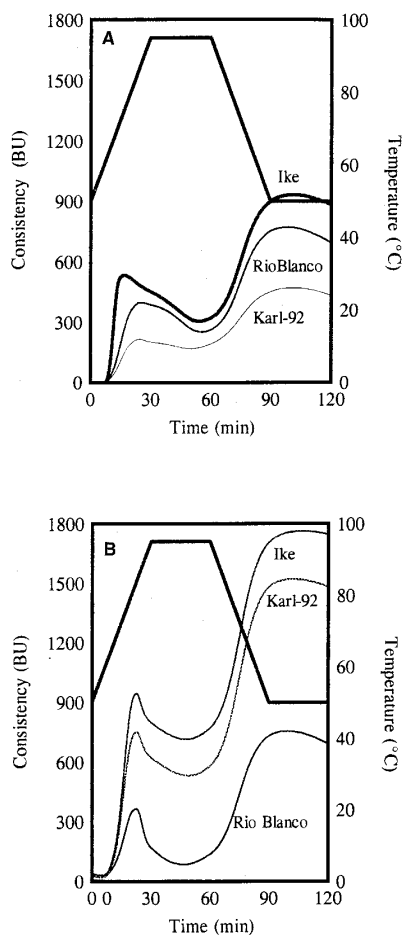 A
1800
1500
1200
900
600
300
0
Consistency (BU)
100
80
60
40
20
0
Temperature (°C)
Ike
RioBlanco
Karl-92
0 30 60 90 120
Time (min)
B
1800
1500
1200
900
600
300
0
Consistency (BU)
100
80
60
40
20
0
Temperature (°C)
Ike
Karl-92
Rio Blanco
0 0 30 60 90 120
Time (min)